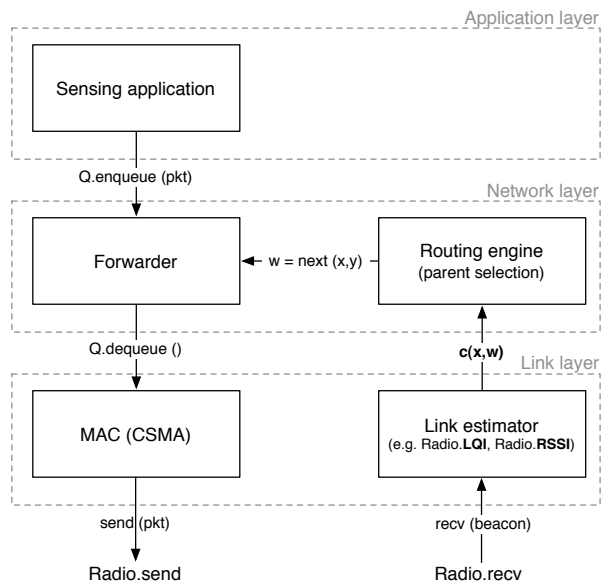 Application layer
Sensing application
Q.enqueue (pkt)
Network layer
Forwarder
w = next (x,y)
Routing engine
(parent selection)
Q.dequeue ()
c(x,w)
Link layer
MAC (CSMA)
Link estimator
(e.g. Radio.LQI, Radio.RSSI)
send (pkt)
recv (beacon)
Radio.send
Radio.recv